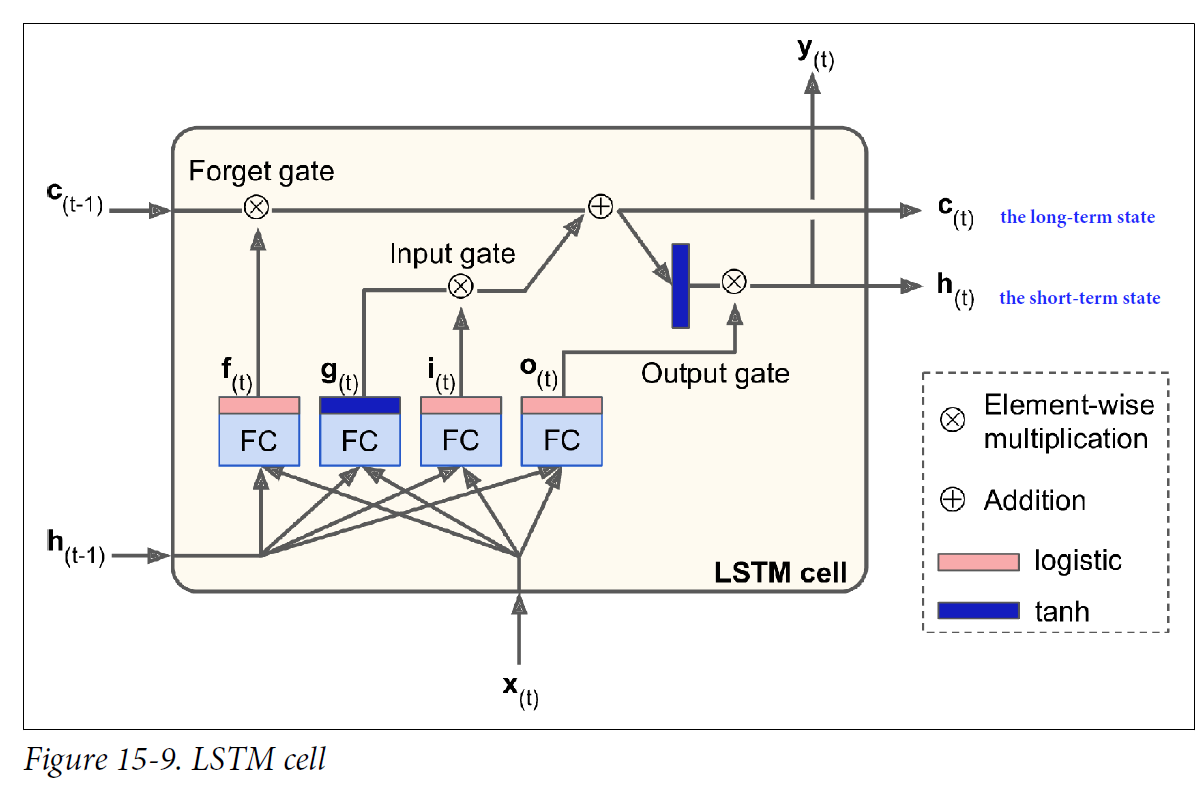 y(t)
Forget gate
c(t-1)
c(t) the long-term state
Input gate
h(t) the short-term state
f(t) g(t) i(t) o(t)
Output gate
FC FC FC FC
h(t-1)
LSTM cell
x(t)
Element-wise
multiplication
Addition
logistic
tanh
Figure 15-9. LSTM cell